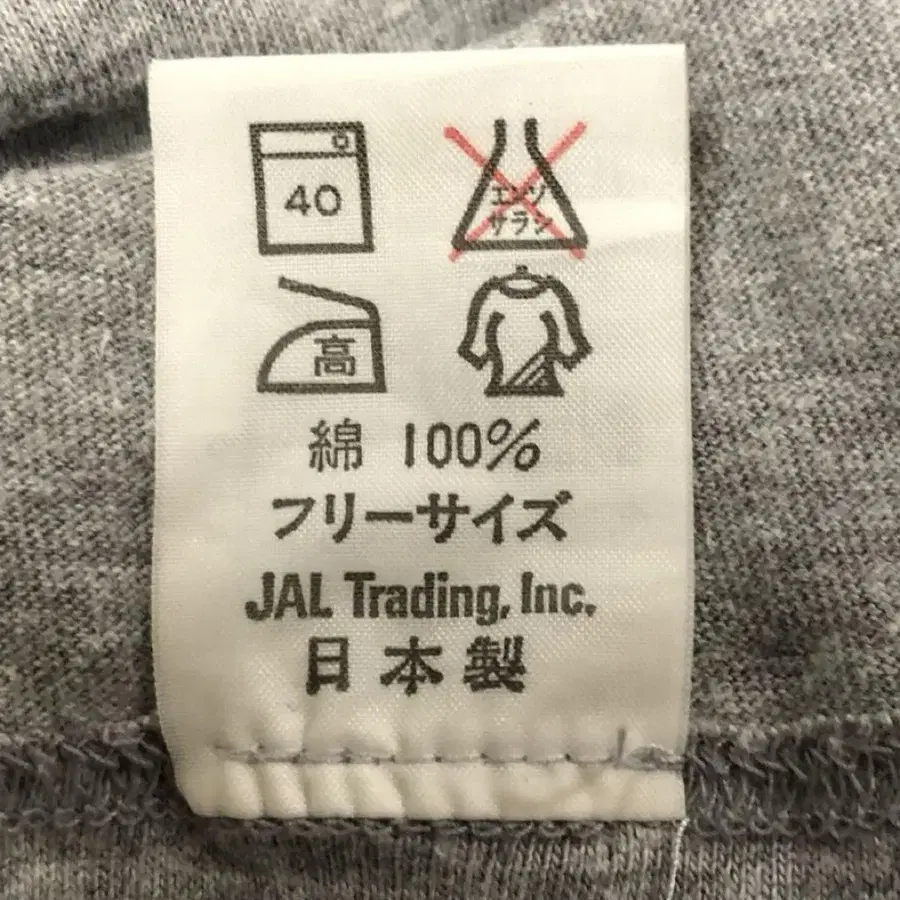 40
エンソ
サラシ
高
綿 100%
フリーサイズ
JAL Trading, Inc.
日本製